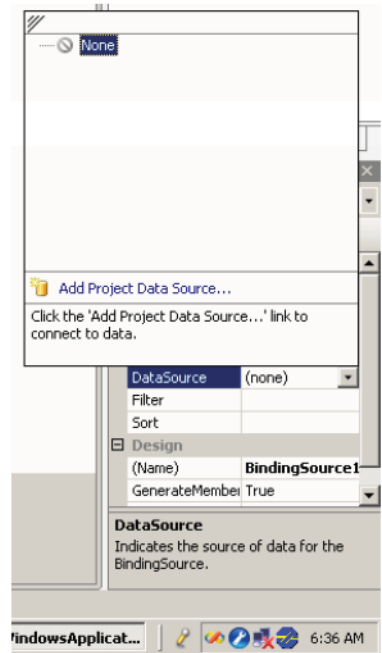 None
Add Project Data Source...
Click the 'Add Project Data Source...' link to
connect to data.
DataSource (none)
Filter
Sort
Design
(Name) BindingSource1
GenerateMember True
DataSource
Indicates the source of data for the
BindingSource.
indowsApplicat... 6:36 AM